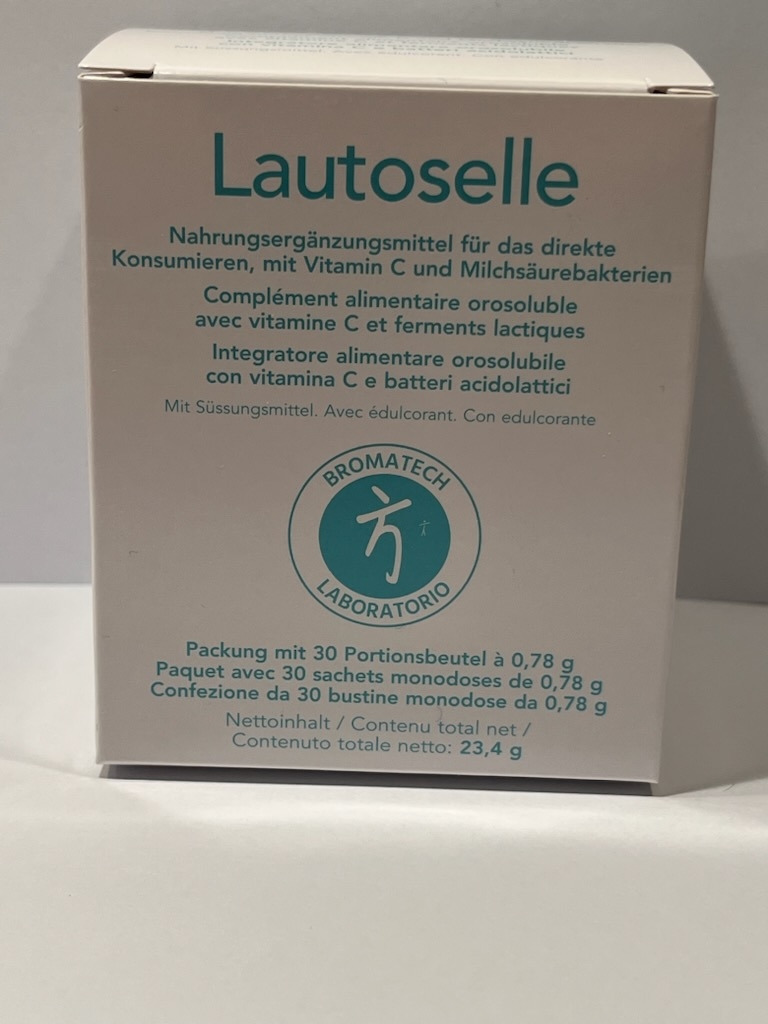 Lautoselle
Nahrungsergänzungsmittel für das direkte
Konsumieren, mit Vitamin C und Milchsäurebakterien
Complément alimentaire orosoluble
avec vitamine C et ferments lactiques
Integratore alimentare orosolubile
con vitamina C e batteri acidolattici
Mit Süssungsmittel. Avec édulcorant. Con edulcorante
BROMATECH
LABORATORIO
Packung mit 30 Portionsbeutel à 0,78 g
Paquet avec 30 sachets monodoses de 0,78 g
Confezione da 30 bustine monodose da 0,78 g
Nettoinhalt / Contenu total net /
Contenuto totale netto: 23,4 g